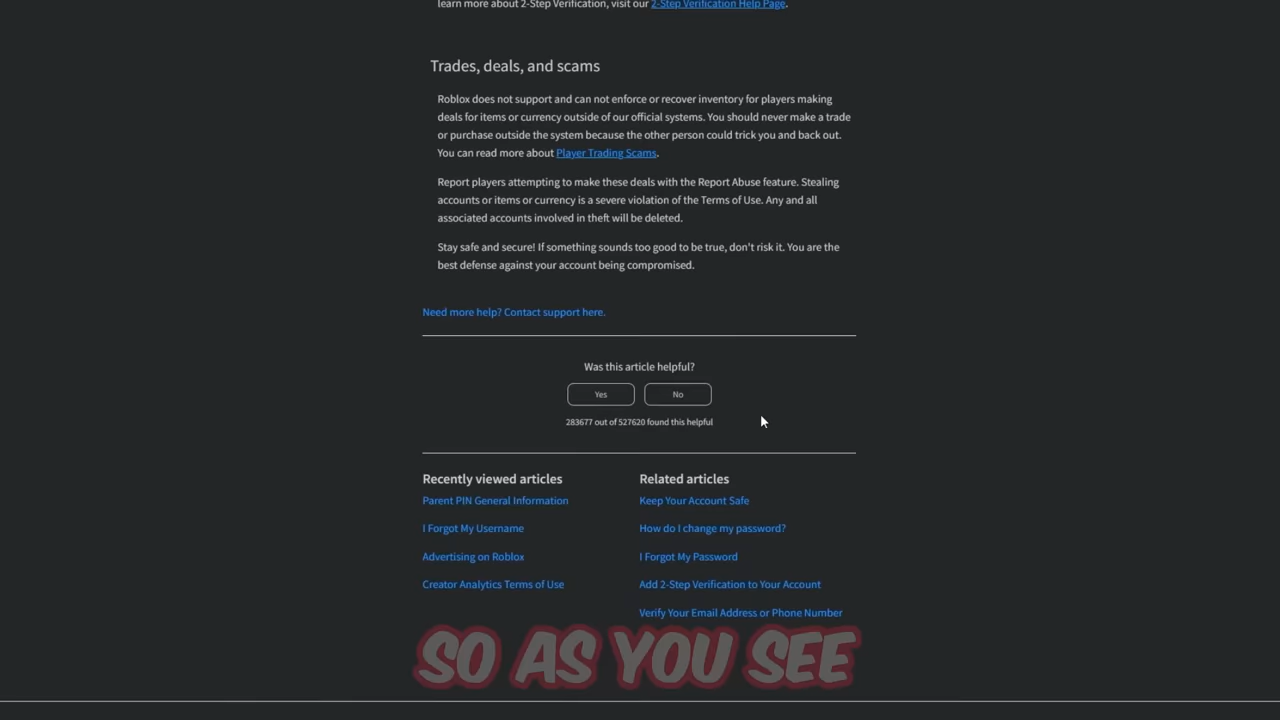 learn more about 2-Step Verification, visit our 2-Step Verification Help Page.
Trades, deals, and scams
Roblox does not support and can not enforce or recover inventory for players making
deals for items or currency outside of our official systems. You should never make a trade
or purchase outside the system because the other person could trick you and back out.
You can read more about Player Trading Scams.
Report players attempting to make these deals with the Report Abuse feature. Stealing
accounts or items or currency is a severe violation of the Terms of Use. Any and all
associated accounts involved in theft will be deleted.
Stay safe and secure! If something sounds too good to be true, don't risk it. You are the
best defense against your account being compromised.
Need more help? Contact support here.
Was this article helpful?
Yes No
283677 out of 527620 found this helpful
Recently viewed articles
Parent PIN General Information
I Forgot My Username
Advertising on Roblox
Creator Analytics Terms of Use
Related articles
Keep Your Account Safe
How do I change my password?
I Forgot My Password
Add 2-Step Verification to Your Account
Verify Your Email Address or Phone Number
SO AS YOU SEE